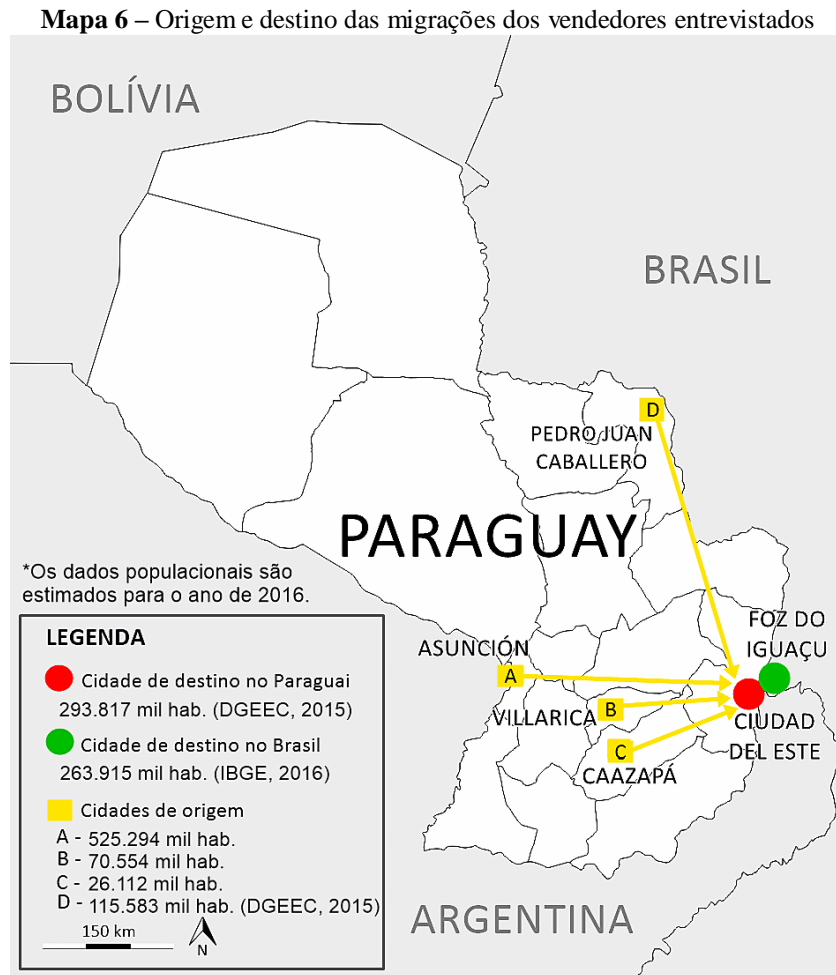 Mapa 6 – Origem e destino das migrações dos vendedores entrevistados
BOLÍVIA
BRASIL
D
PEDRO JUAN
CABALLERO
PARAGUAY
*Os dados populacionais são
estimados para o ano de 2016.
FOZ DO
IGUAÇU
ASUNCIÓN
A
VILLARICA
B
CIUDAD
DEL ESTE
C
CAAZAPÁ
LEGENDA
Cidade de destino no Paraguai
293.817 mil hab. (DGEEC, 2015)
Cidade de destino no Brasil
263.915 mil hab. (IBGE, 2016)
Cidades de origem
A - 525.294 mil hab.
B - 70.554 mil hab.
C - 26.112 mil hab.
D - 115.583 mil hab. (DGEEC, 2015)
150 km
N
ARGENTINA